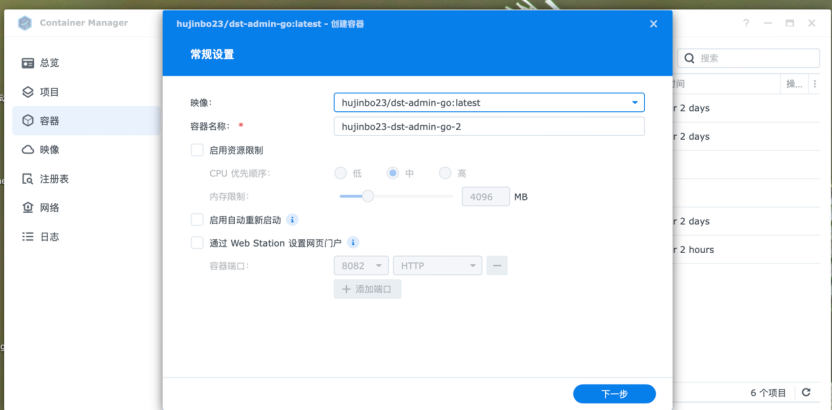 Container Manager
hujinbo23/dst-admin-go:latest - 创建容器
常规设置
总览
项目
容器
映像
注册表
网络
日志
映像:
hujinbo23/dst-admin-go:latest
容器名称: *
hujinbo23-dst-admin-go-2
启用资源限制
CPU 优先顺序:
低
中
高
内存限制:
4096
MB
启用自动重新启动
通过 Web Station 设置网页门户
容器端口:
8082
HTTP
添加端口
下一步
搜索
时间
操...
r 2 days
r 2 days
r 2 days
r 2 hours
6 个项目